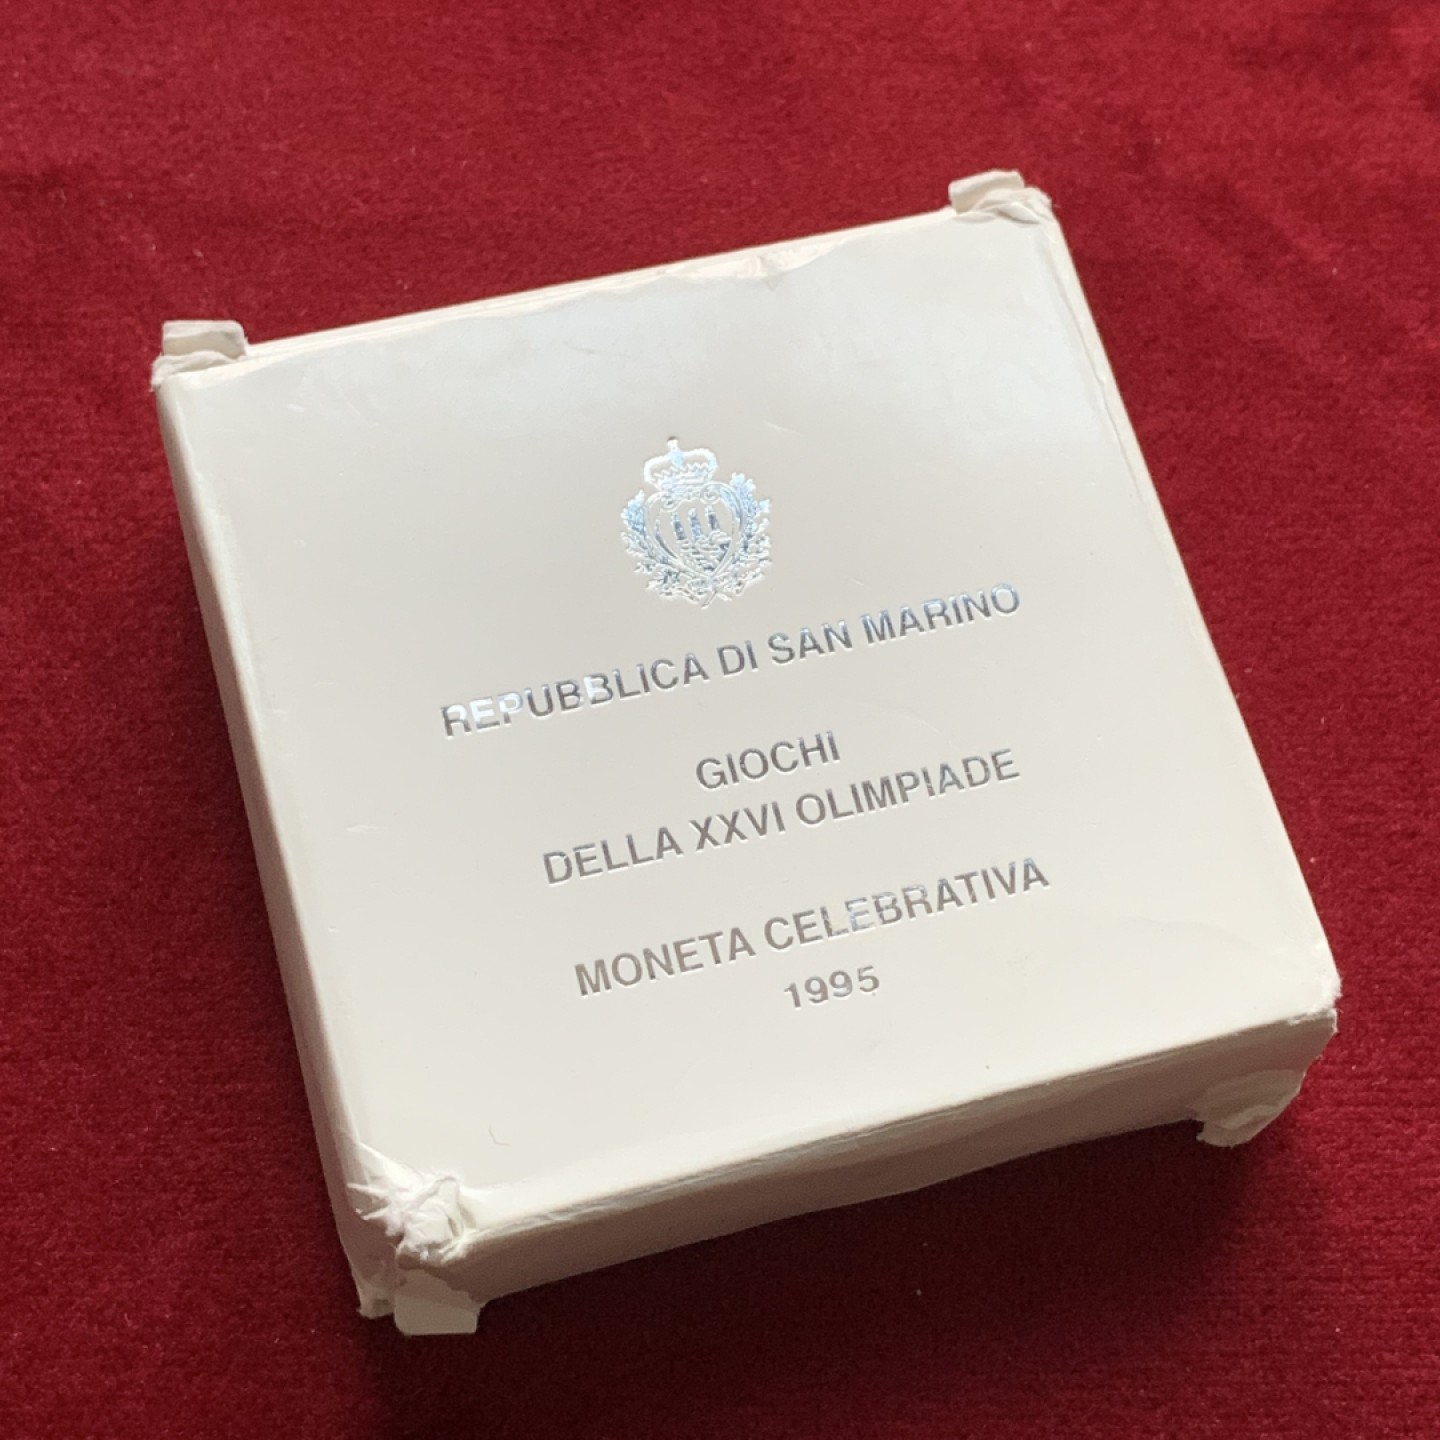 REPUBBLICA DI SAN MARINO
GIOCHI
DELLA XXVI OLIMPIADE
MONETA CELEBRATIVA
1995